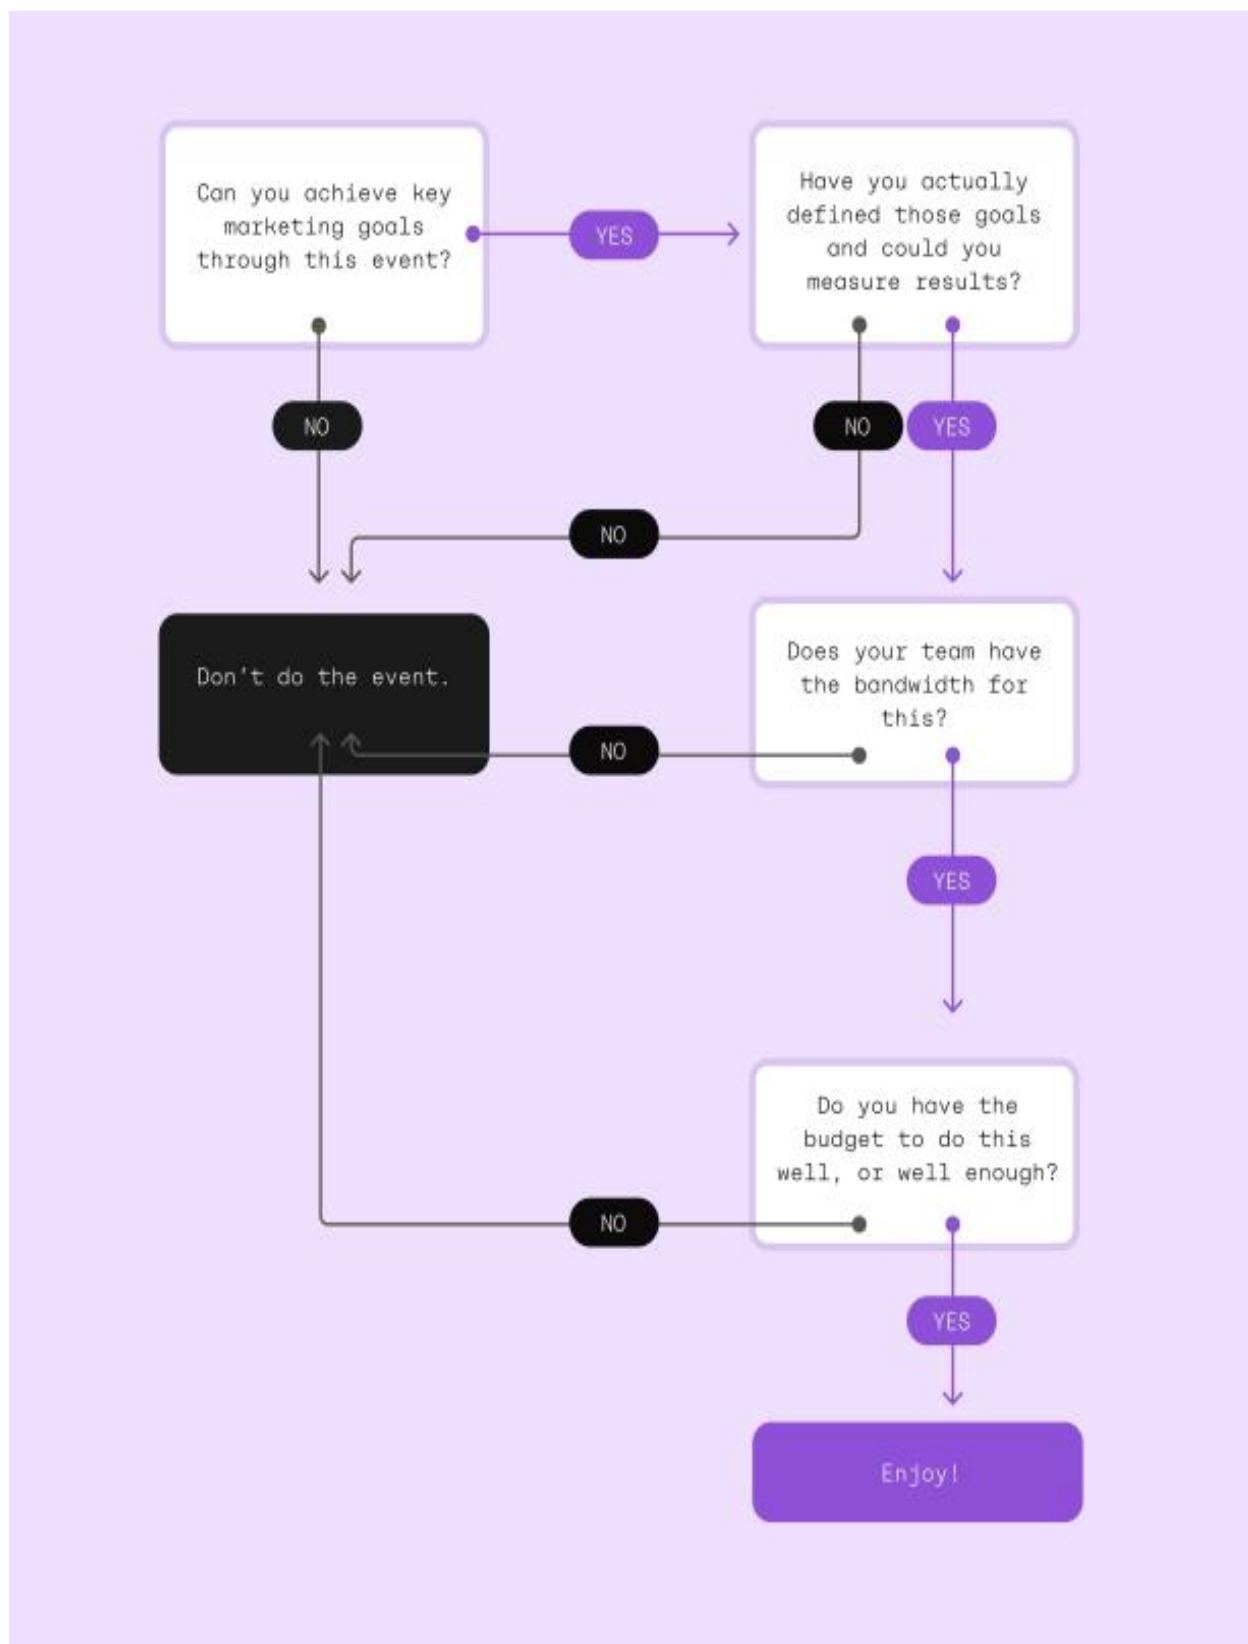 Can you achieve key
marketing goals
through this event?
YES
Have you actually
defined those goals
and could you
measure results?
NO
NO
YES
NO
Don't do the event.
Does your team have
the bandwidth for
this?
NO
YES
Do you have the
budget to do this
well, or well enough?
NO
YES
Enjoy!